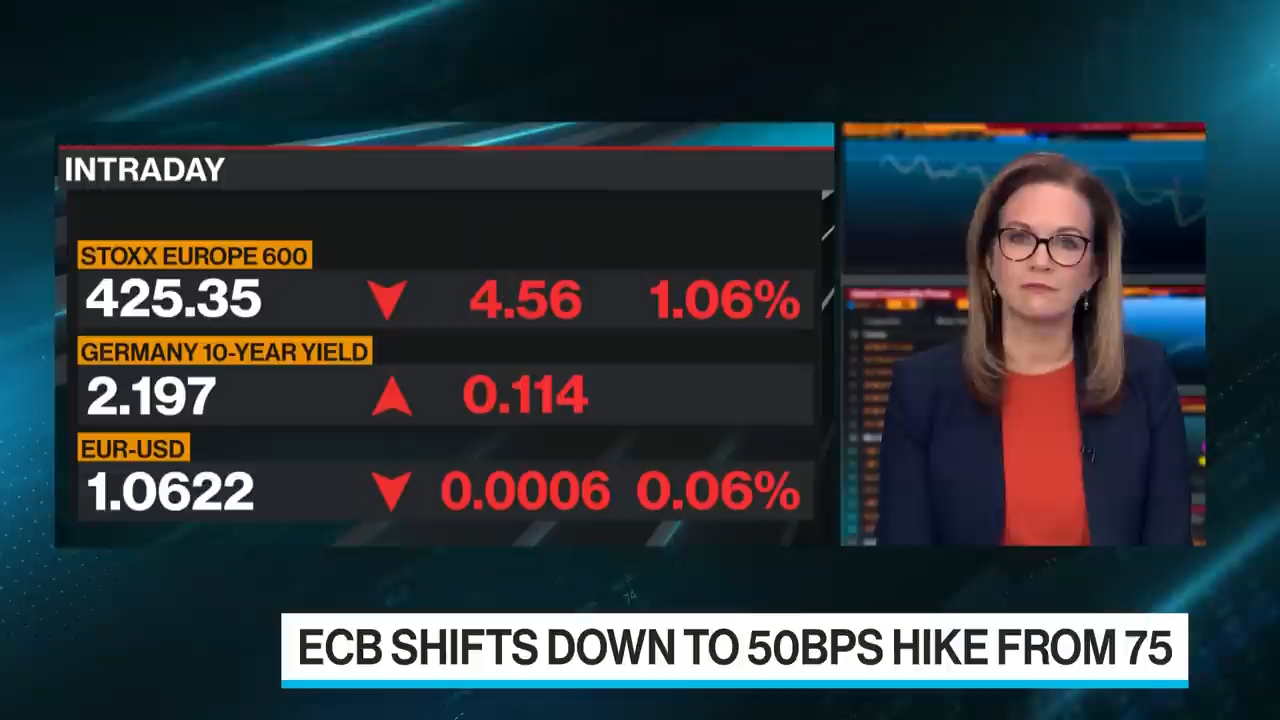 INTRADAY
STOXX EUROPE 600
425.35 ▼ 4.56 1.06%
GERMANY 10-YEAR YIELD
2.197 ▲ 0.114
EUR-USD
1.0622 ▼ 0.0006 0.06%
74
ECB SHIFTS DOWN TO 50BPS HIKE FROM 75